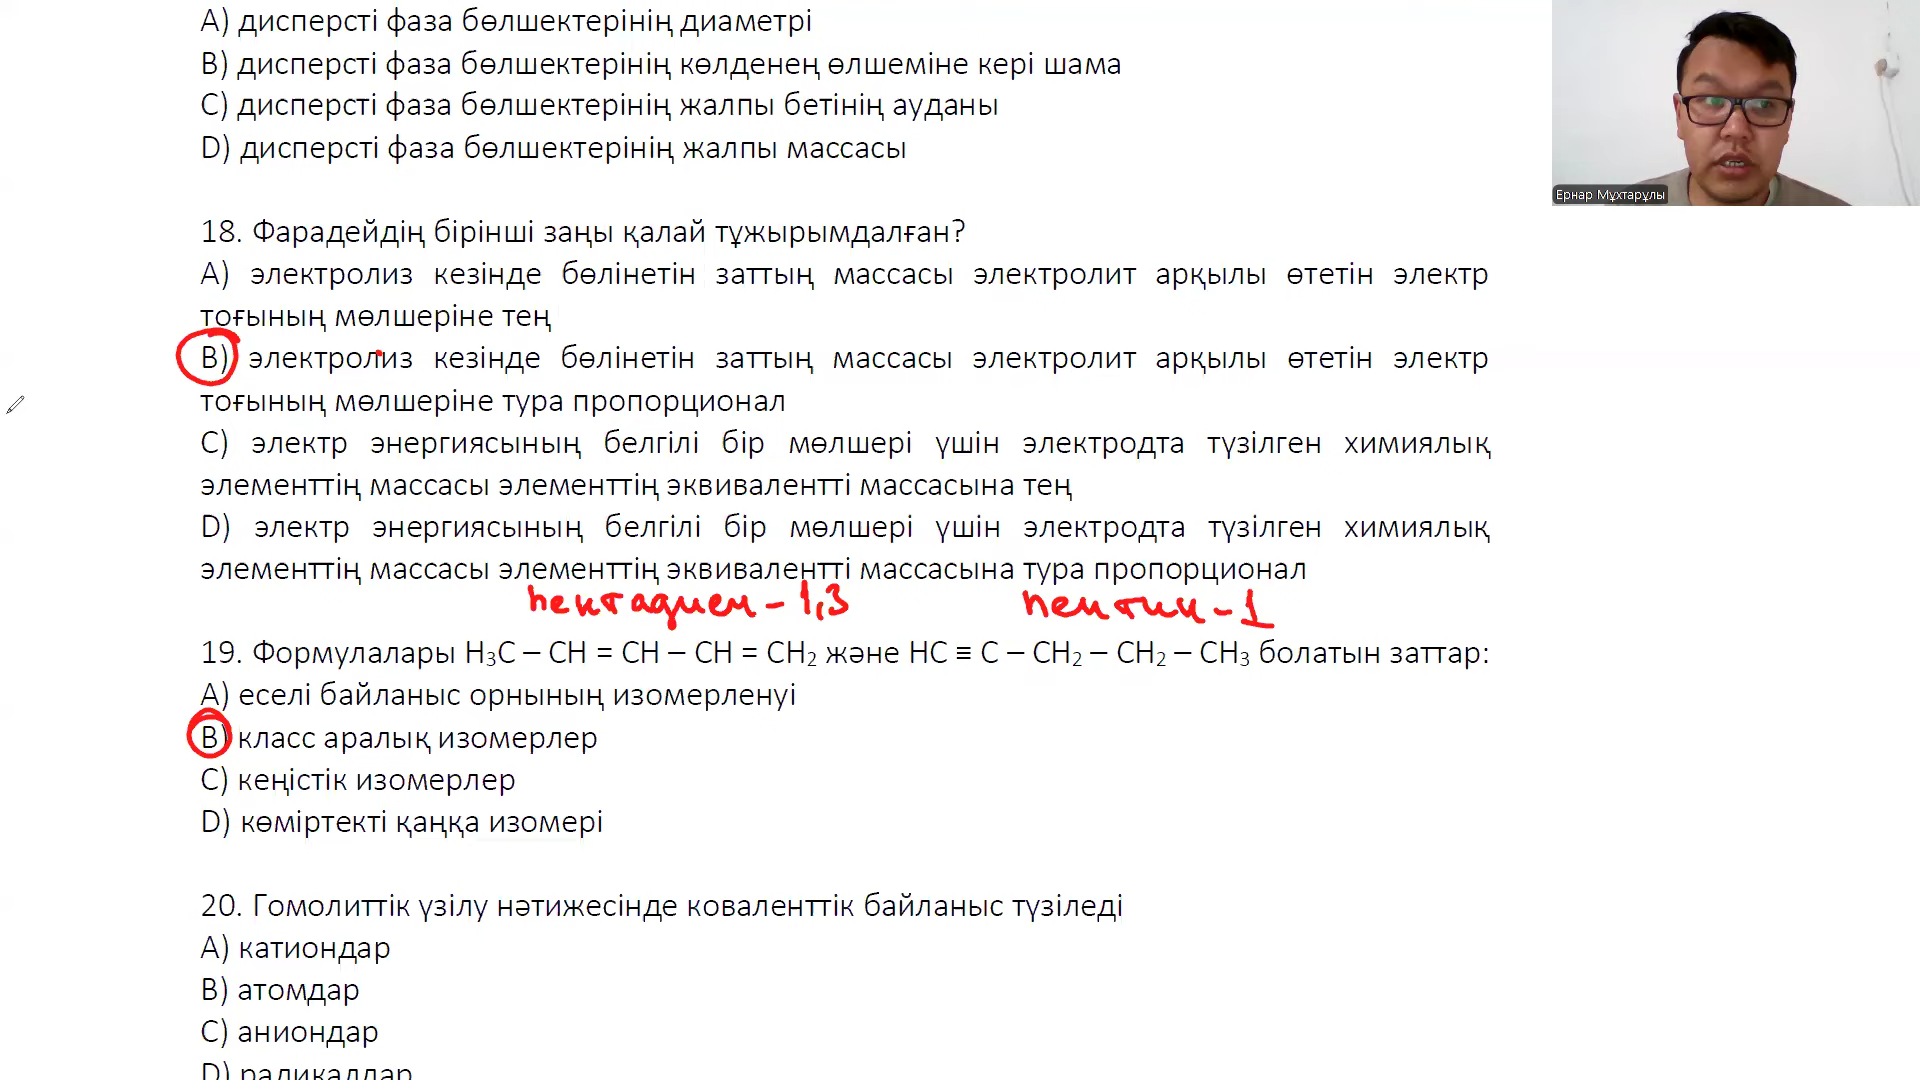 A) дисперсті фаза бөлшектерінің диаметрі
B) дисперсті фаза бөлшектерінің көлденең өлшеміне кері шама
C) дисперсті фаза бөлшектерінің жалпы бетінің ауданы
D) дисперсті фаза бөлшектерінің жалпы массасы
Ернар Мұхтарұлы
18. Фарадейдің бірінші заңы қалай тұжырымдалған?
A) электролиз кезінде бөлінетін заттың массасы электролит арқылы өтетін электр
тоғының мөлшеріне тең
B) электролиз кезінде бөлінетін заттың массасы электролит арқылы өтетін электр
тоғының мөлшеріне тура пропорционал
C) электр энергиясының белгілі бір мөлшері үшін электродта түзілген химиялық
элементтің массасы элементтің эквивалентті массасына тең
D) электр энергиясының белгілі бір мөлшері үшін электродта түзілген химиялық
элементтің массасы элементтің эквивалентті массасына тура пропорционал
пентадиен – 1,3 пентин – 1
19. Формулалары H₃C – CH = CH – CH = CH₂ және HC ≡ C – CH₂ – CH₂ – CH₃ болатын заттар:
A) еселі байланыс орнының изомерленуі
B) класс аралық изомерлер
C) кеңістік изомерлер
D) көміртекті қаңқа изомері
20. Гомолиттік үзілу нәтижесінде коваленттік байланыс түзіледі
A) катиондар
B) атомдар
C) аниондар
D) радикалдар